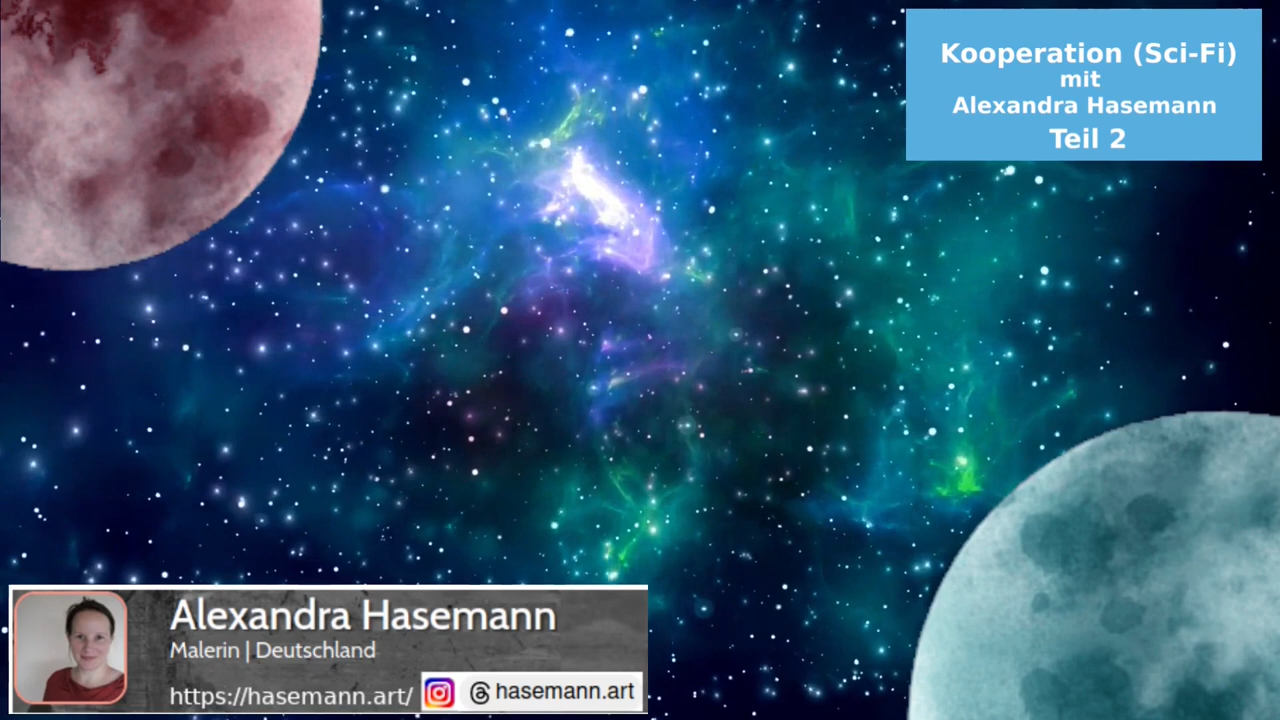 Kooperation (Sci-Fi)
mit
Alexandra Hasemann
Teil 2
Alexandra Hasemann
Malerin | Deutschland
https://hasemann.art/ hasemann.art